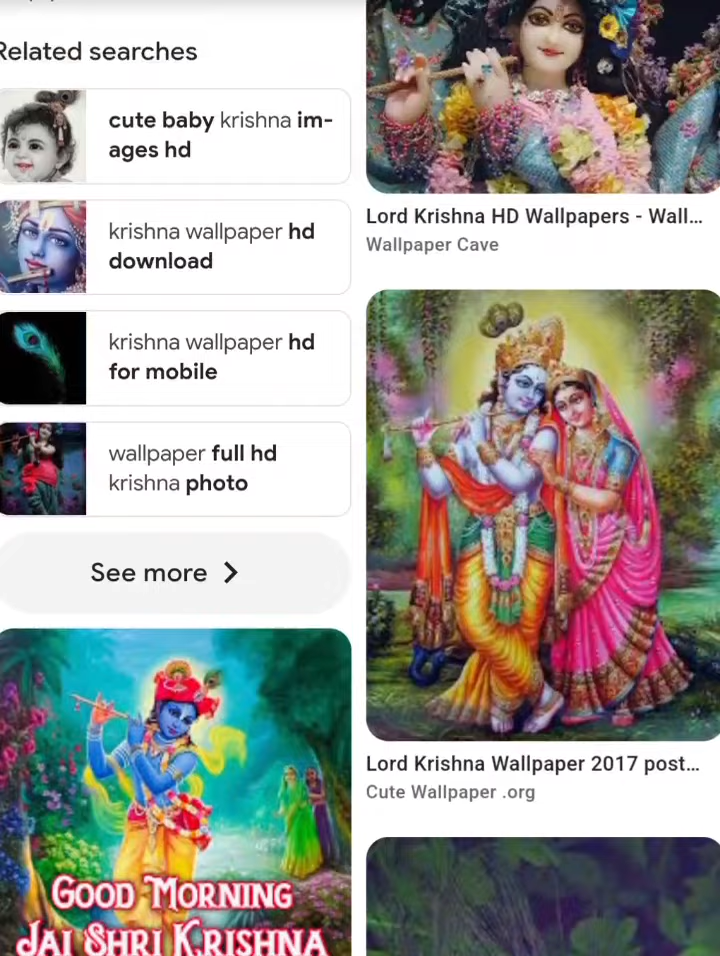 Related searches
cute baby krishna im-
ages hd
krishna wallpaper hd
download
krishna wallpaper hd
for mobile
wallpaper full hd
krishna photo
See more
GOOD MORNING
JAI SHRI KRISHNA
Lord Krishna HD Wallpapers - Wall...
Wallpaper Cave
Lord Krishna Wallpaper 2017 post...
Cute Wallpaper .org